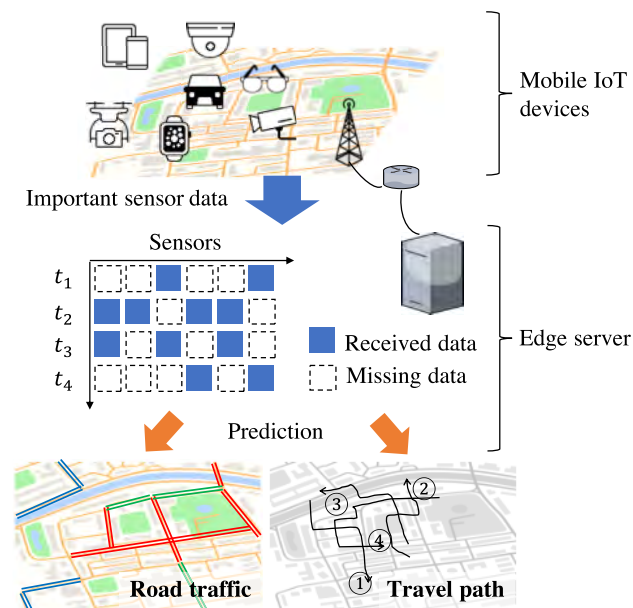 Mobile IoT
devices
Important sensor data
Sensors
t₁
t₂
t₃
t₄
Received data
Missing data
Edge server
Prediction
Road traffic
Travel path
3
2
4
1